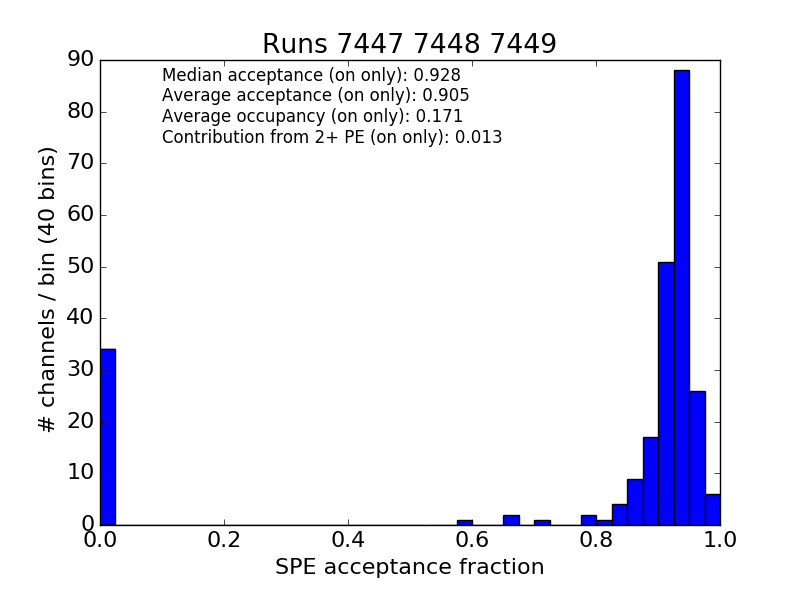 Runs 7447 7448 7449
90
80
70
60
50
40
30
20
10
0
# channels / bin (40 bins)
Median acceptance (on only): 0.928
Average acceptance (on only): 0.905
Average occupancy (on only): 0.171
Contribution from 2+ PE (on only): 0.013
0.0 0.2 0.4 0.6 0.8 1.0
SPE acceptance fraction